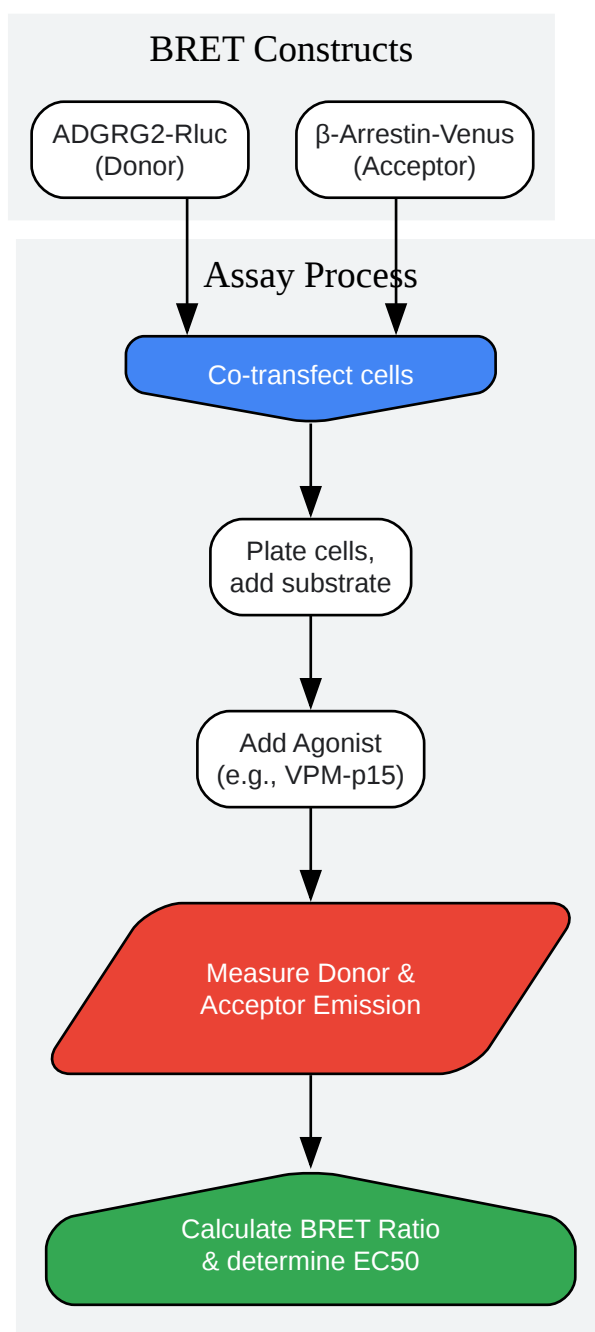 BRET Constructs
ADGRG2-Rluc
(Donor)
β-Arrestin-Venus
(Acceptor)
Assay Process
Co-transfect cells
Plate cells,
add substrate
Add Agonist
(e.g., VPM-p15)
Measure Donor &
Acceptor Emission
Calculate BRET Ratio
& determine EC50